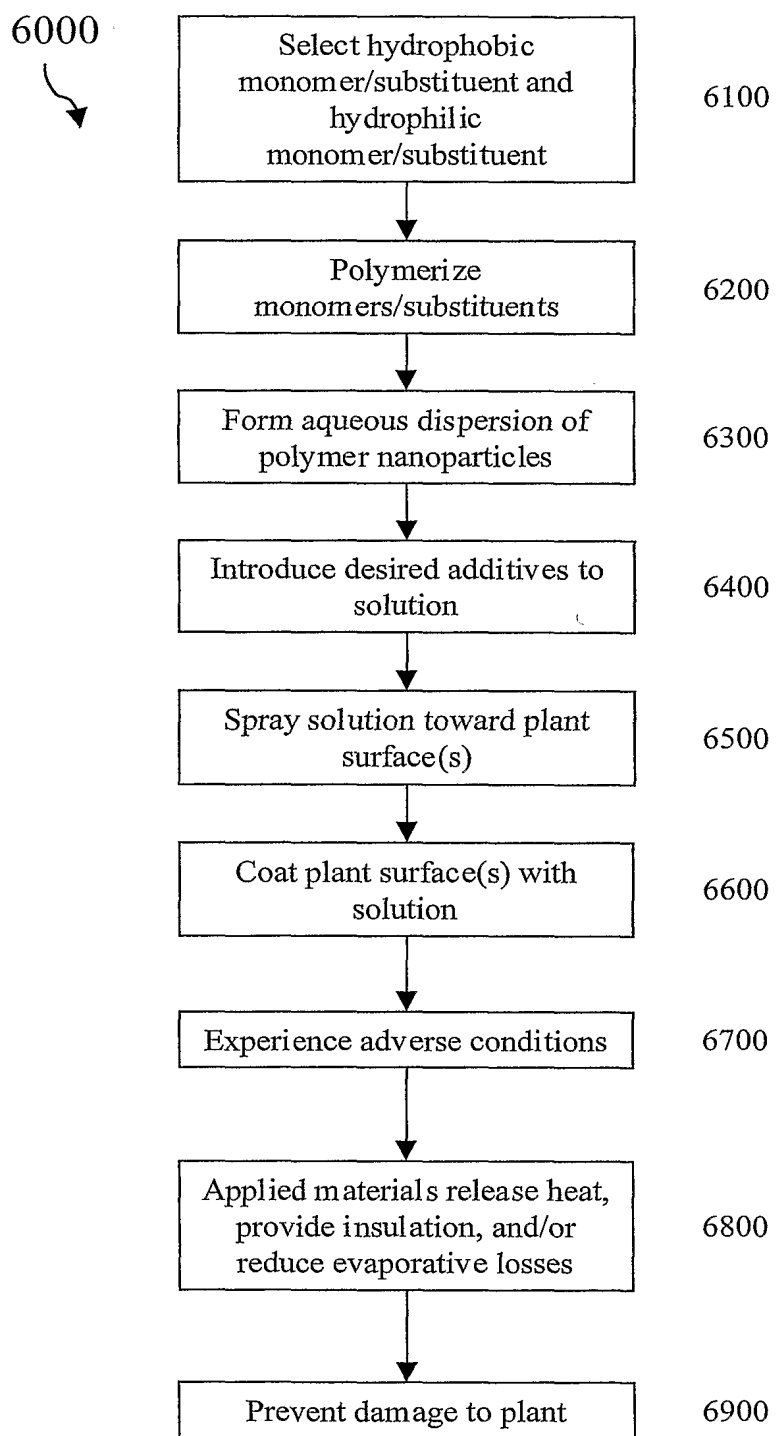 6000
Select hydrophobic
monomer/substituent and
hydrophilic
monomer/substituent
6100
Polymerize
monomers/substituents
6200
Form aqueous dispersion of
polymer nanoparticles
6300
Introduce desired additives to
solution
6400
Spray solution toward plant
surface(s)
6500
Coat plant surface(s) with
solution
6600
Experience adverse conditions
6700
Applied materials release heat,
provide insulation, and/or
reduce evaporative losses
6800
Prevent damage to plant
6900